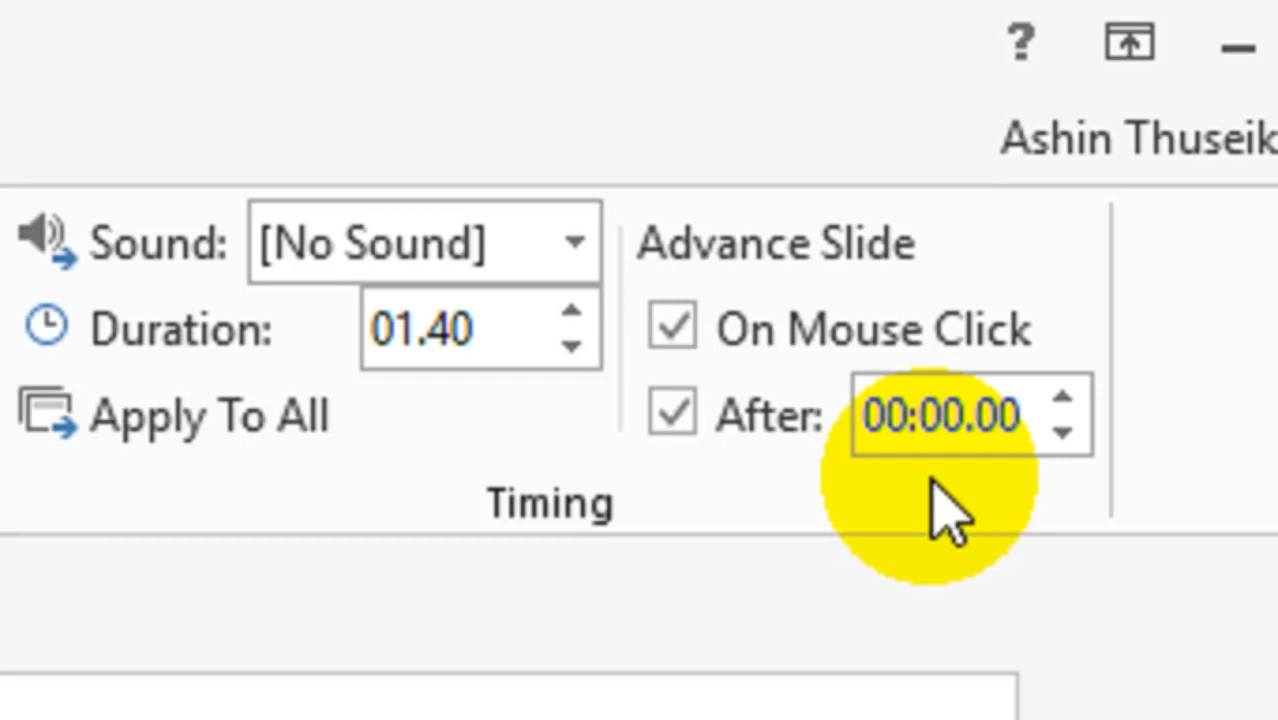 ?
Ashin Thuseik
Sound: [No Sound]
Advance Slide
Duration: 01.40
On Mouse Click
Apply To All
After: 00:00.00
Timing